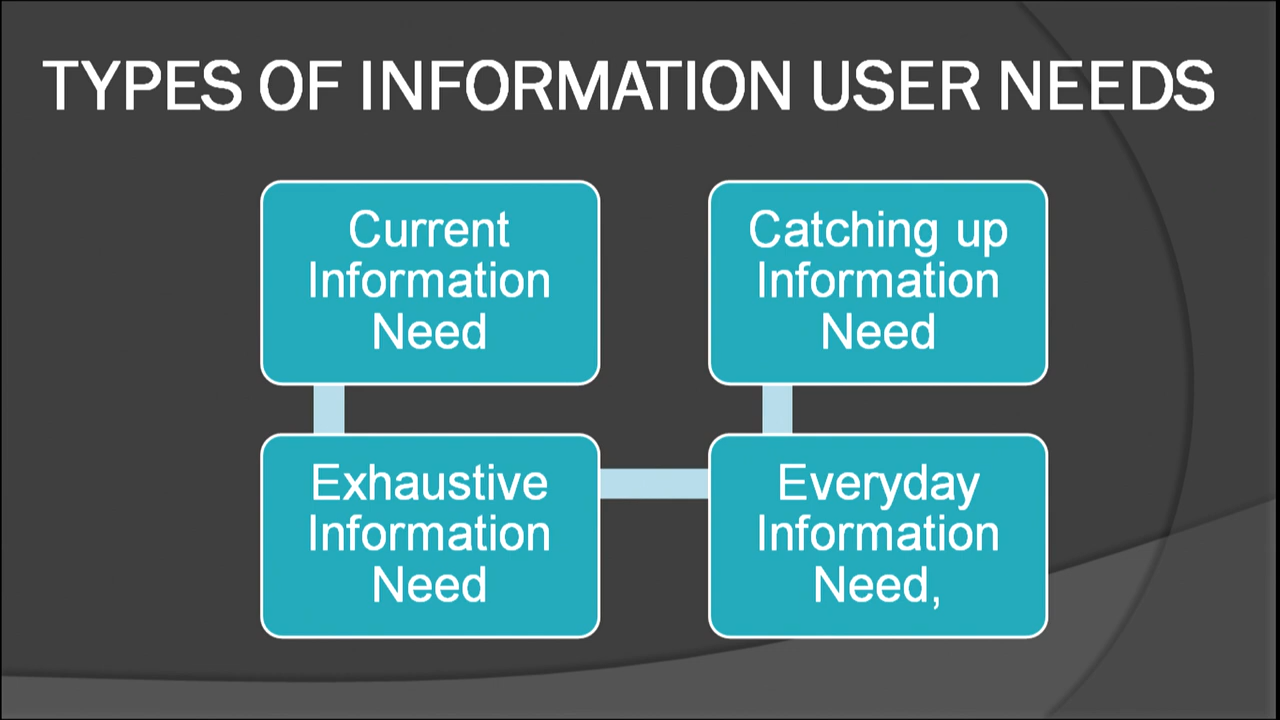 TYPES OF INFORMATION USER NEEDS
Current
Information
Need
Catching up
Information
Need
Exhaustive
Information
Need
Everyday
Information
Need,